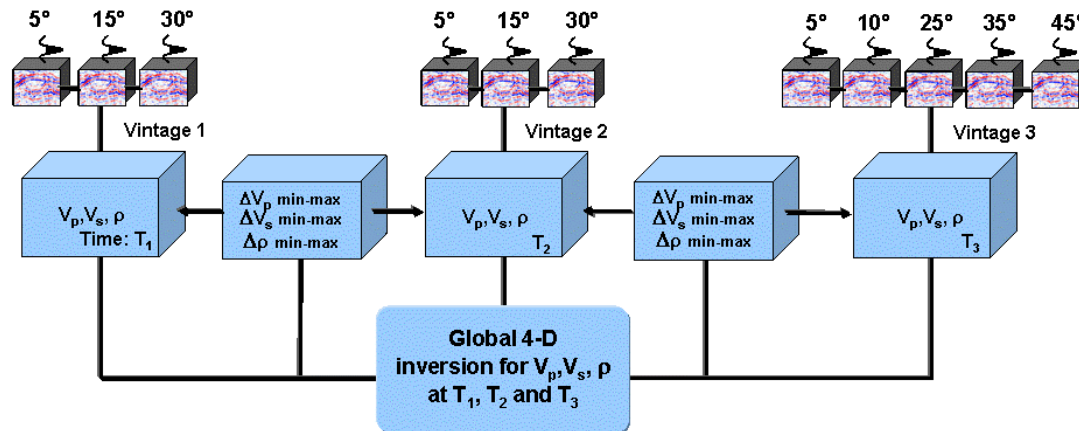 5° 15° 30° 5° 15° 30° 5° 10° 25° 35° 45°
Vintage 1 Vintage 2 Vintage 3
Vp,Vs, ρ
Time: T1
ΔVp min-max
ΔVs min-max
Δρ min-max
Vp,Vs, ρ
T2
ΔVp min-max
ΔVs min-max
Δρ min-max
Vp,Vs, ρ
T3
Global 4-D
inversion for Vp,Vs, ρ
at T1, T2 and T3